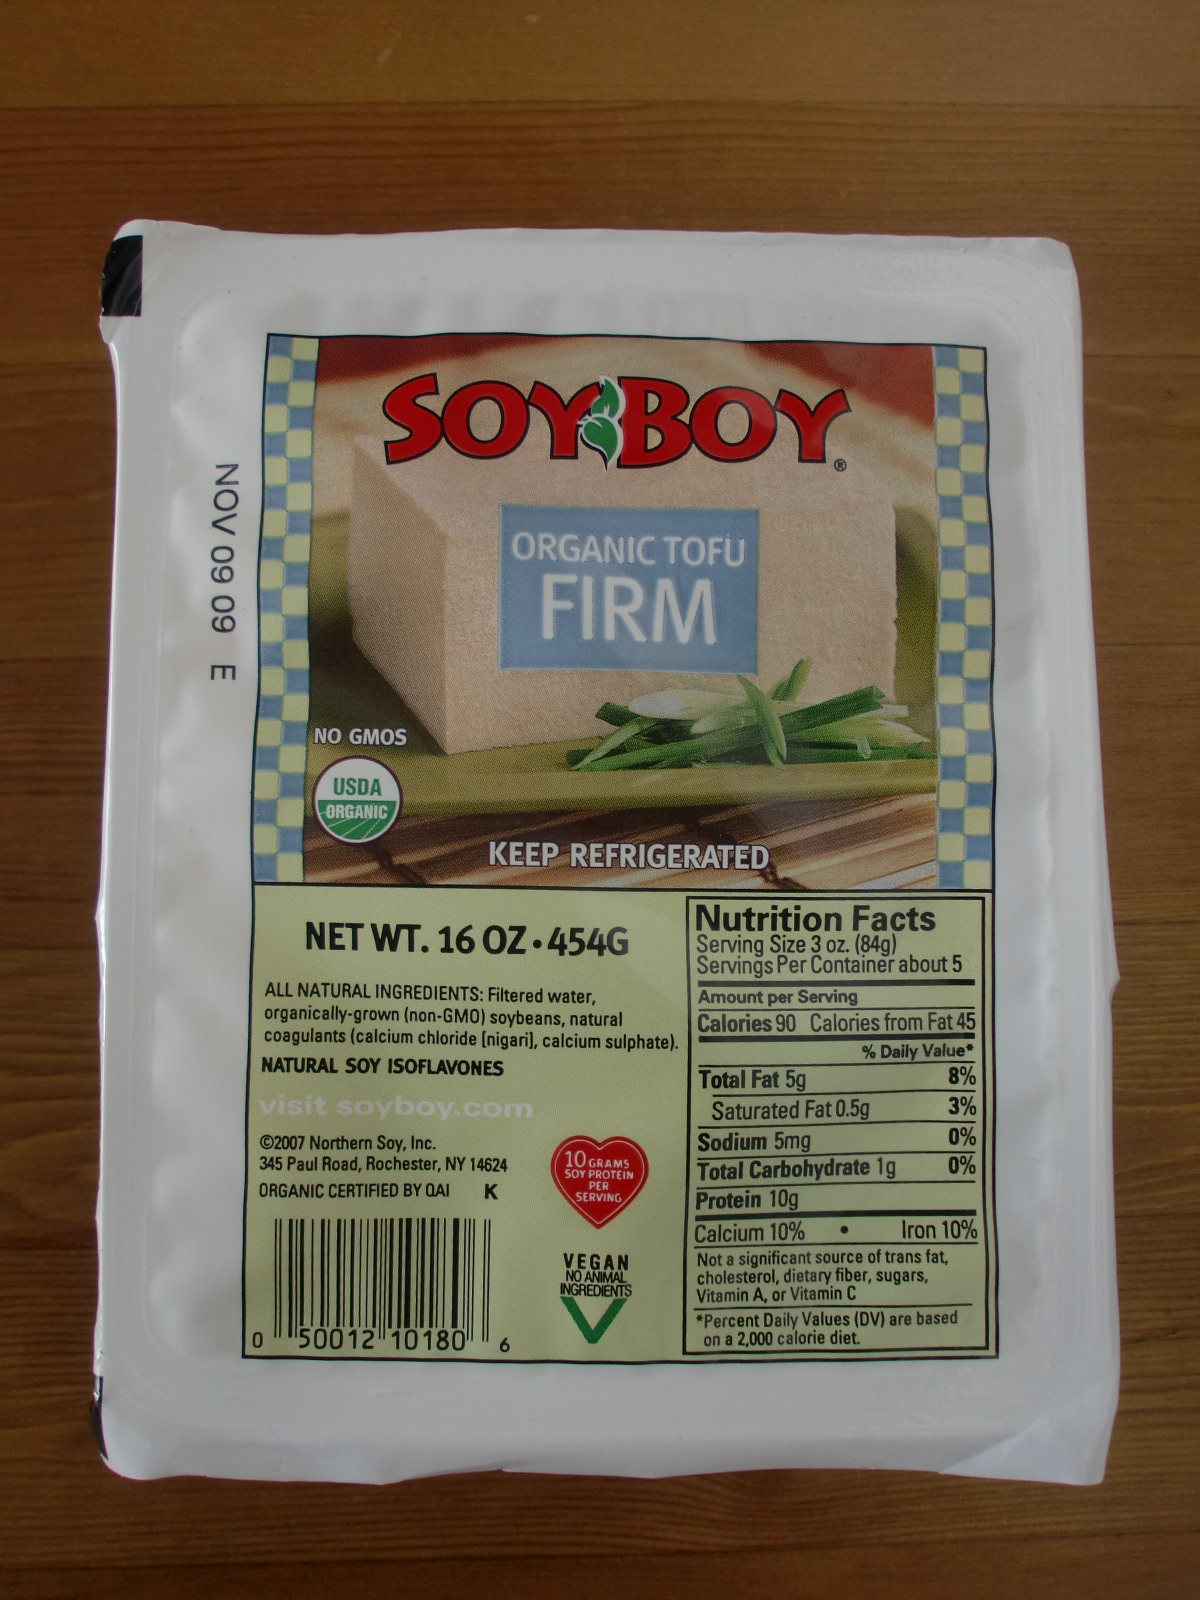 SOYBOY®
ORGANIC TOFU
FIRM
NOV 09 09 E
NO GMOS
USDA
ORGANIC
KEEP REFRIGERATED
NET WT. 16 OZ • 454G
ALL NATURAL INGREDIENTS: Filtered water,
organically-grown (non-GMO) soybeans, natural
coagulants (calcium chloride [nigari], calcium sulphate).
NATURAL SOY ISOFLAVONES
visit soyboy.com
©2007 Northern Soy, Inc.
345 Paul Road, Rochester, NY 14624
ORGANIC CERTIFIED BY QAI K
0 50012 10180 6
10 GRAMS
SOY PROTEIN
PER
SERVING
VEGAN
NO ANIMAL
INGREDIENTS
Nutrition Facts
Serving Size 3 oz. (84g)
Servings Per Container about 5
Amount per Serving
Calories 90 Calories from Fat 45
% Daily Value*
Total Fat 5g 8%
Saturated Fat 0.5g 3%
Sodium 5mg 0%
Total Carbohydrate 1g 0%
Protein 10g
Calcium 10% • Iron 10%
Not a significant source of trans fat,
cholesterol, dietary fiber, sugars,
Vitamin A, or Vitamin C
*Percent Daily Values (DV) are based
on a 2,000 calorie diet.